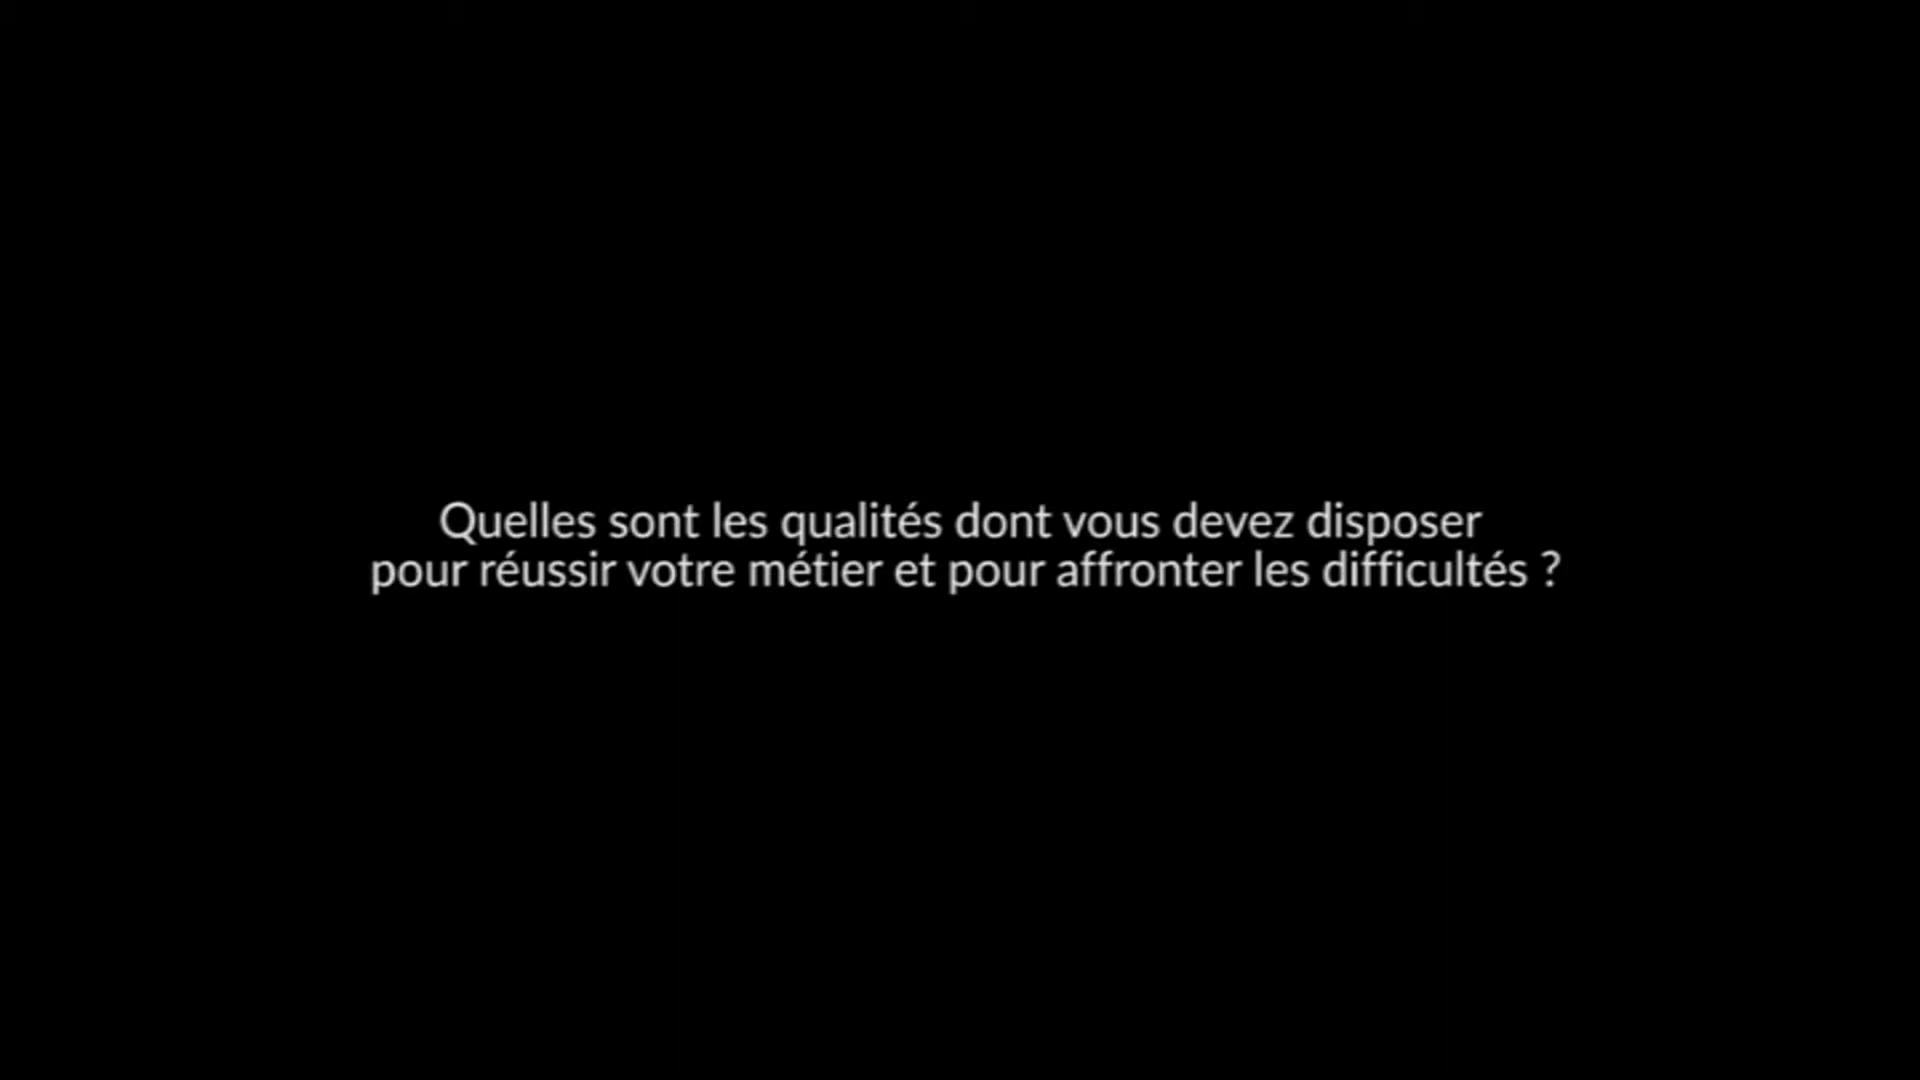 Quelles sont les qualités dont vous devez disposer
pour réussir votre métier et pour affronter les difficultés ?